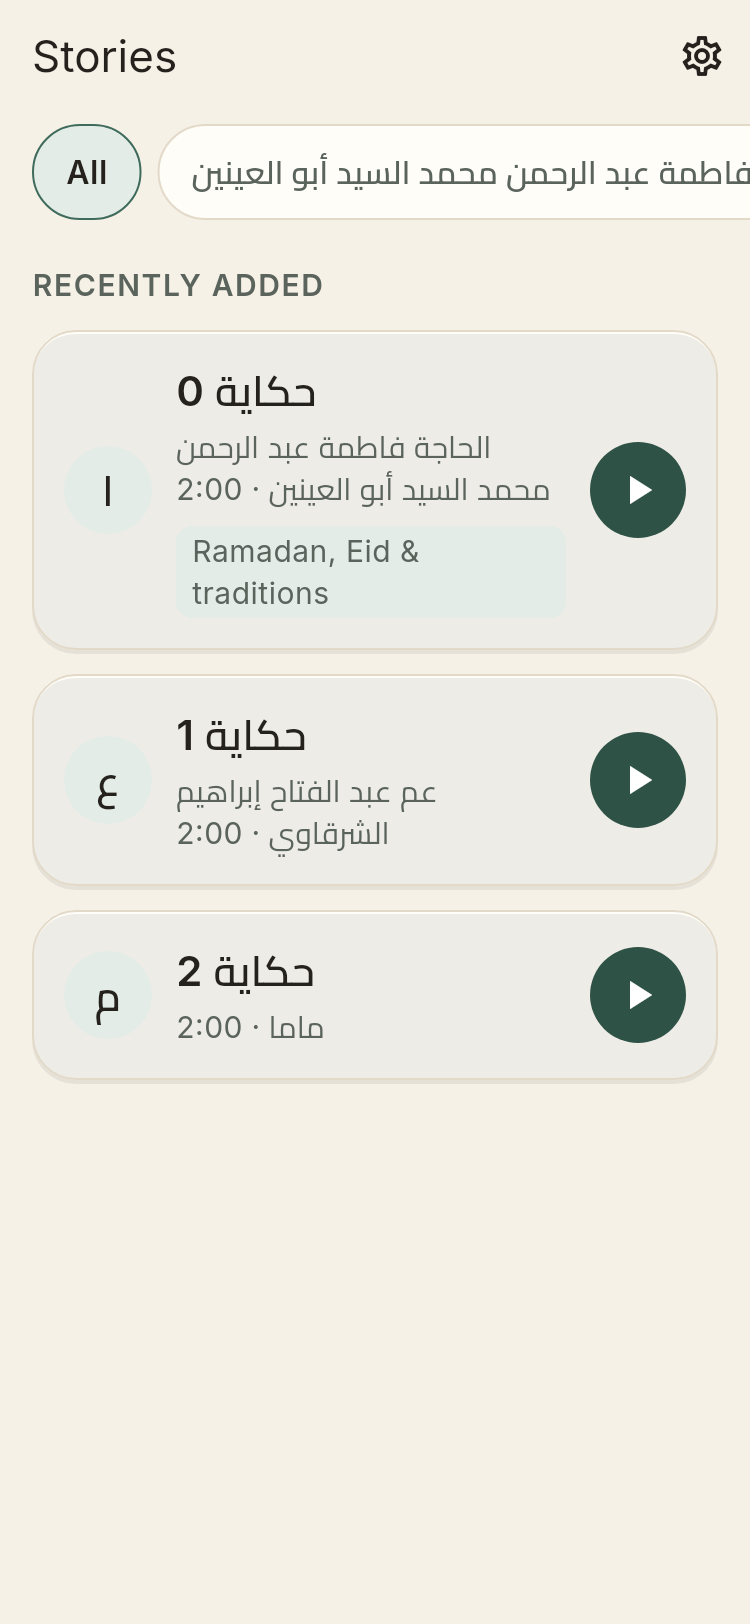 Stories
All
فاطمة عبد الرحمن محمد السيد أبو العينين
RECENTLY ADDED
حكاية 0
الحاجة فاطمة عبد الرحمن
محمد السيد أبو العينين · 2:00
ا
Ramadan, Eid &
traditions
حكاية 1
عم عبد الفتاح إبراهيم
الشرقاوي · 2:00
ع
حكاية 2
ماما · 2:00
م